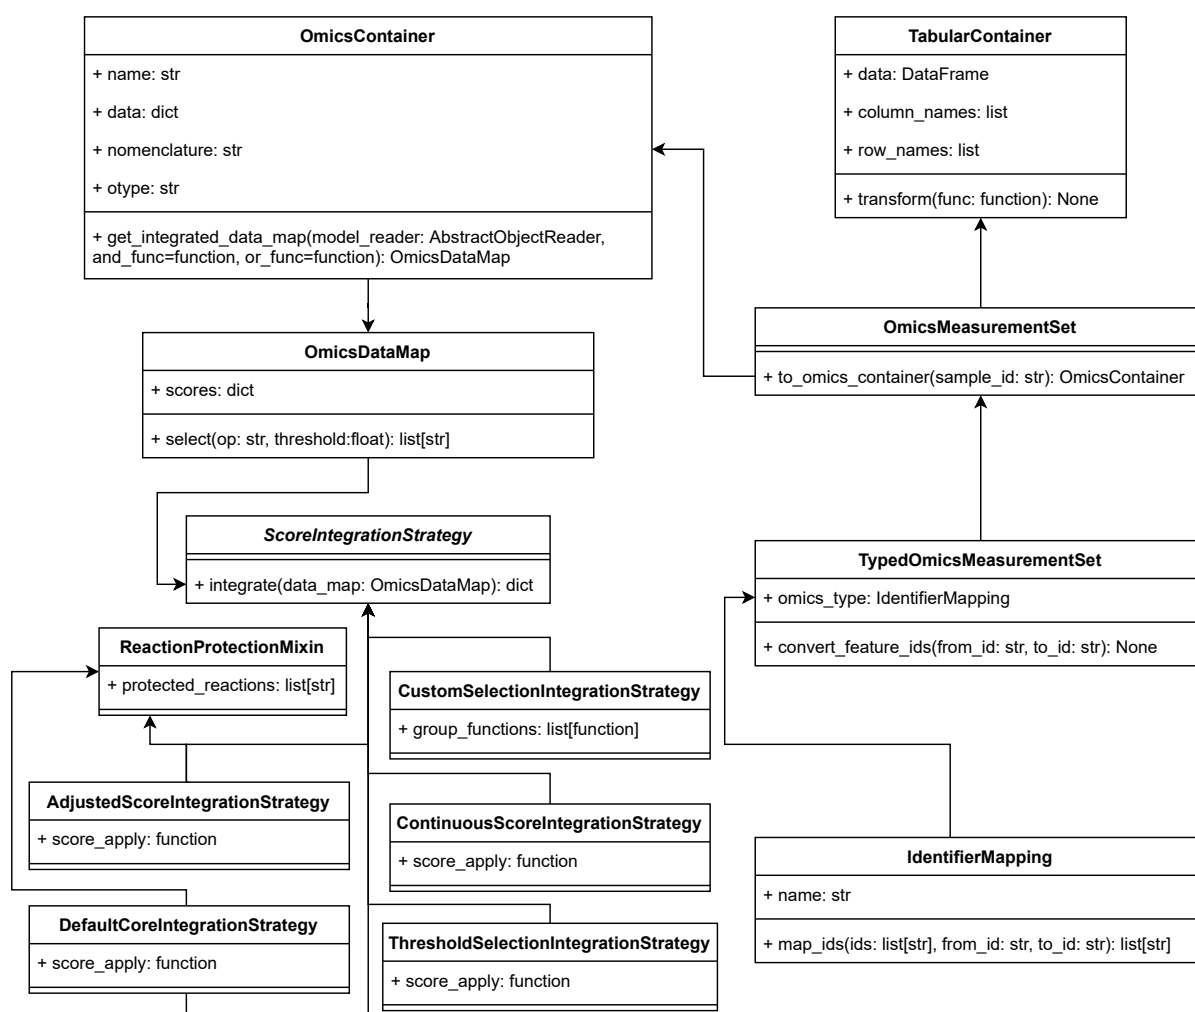 OmicsContainer
+ name: str
+ data: dict
+ nomenclature: str
+ otype: str
+ get_integrated_data_map(model_reader: AbstractObjectReader,
and_func=function, or_func=function): OmicsDataMap
TabularContainer
+ data: DataFrame
+ column_names: list
+ row_names: list
+ transform(func: function): None
OmicsDataMap
+ scores: dict
+ select(op: str, threshold:float): list[str]
OmicsMeasurementSet
+ to_omics_container(sample_id: str): OmicsContainer
ScoreIntegrationStrategy
+ integrate(data_map: OmicsDataMap): dict
TypedOmicsMeasurementSet
+ omics_type: IdentifierMapping
+ convert_feature_ids(from_id: str, to_id: str): None
ReactionProtectionMixin
+ protected_reactions: list[str]
CustomSelectionIntegrationStrategy
+ group_functions: list[function]
AdjustedScoreIntegrationStrategy
+ score_apply: function
ContinuousScoreIntegrationStrategy
+ score_apply: function
IdentifierMapping
+ name: str
+ map_ids(ids: list[str], from_id: str, to_id: str): list[str]
DefaultCoreIntegrationStrategy
+ score_apply: function
ThresholdSelectionIntegrationStrategy
+ score_apply: function